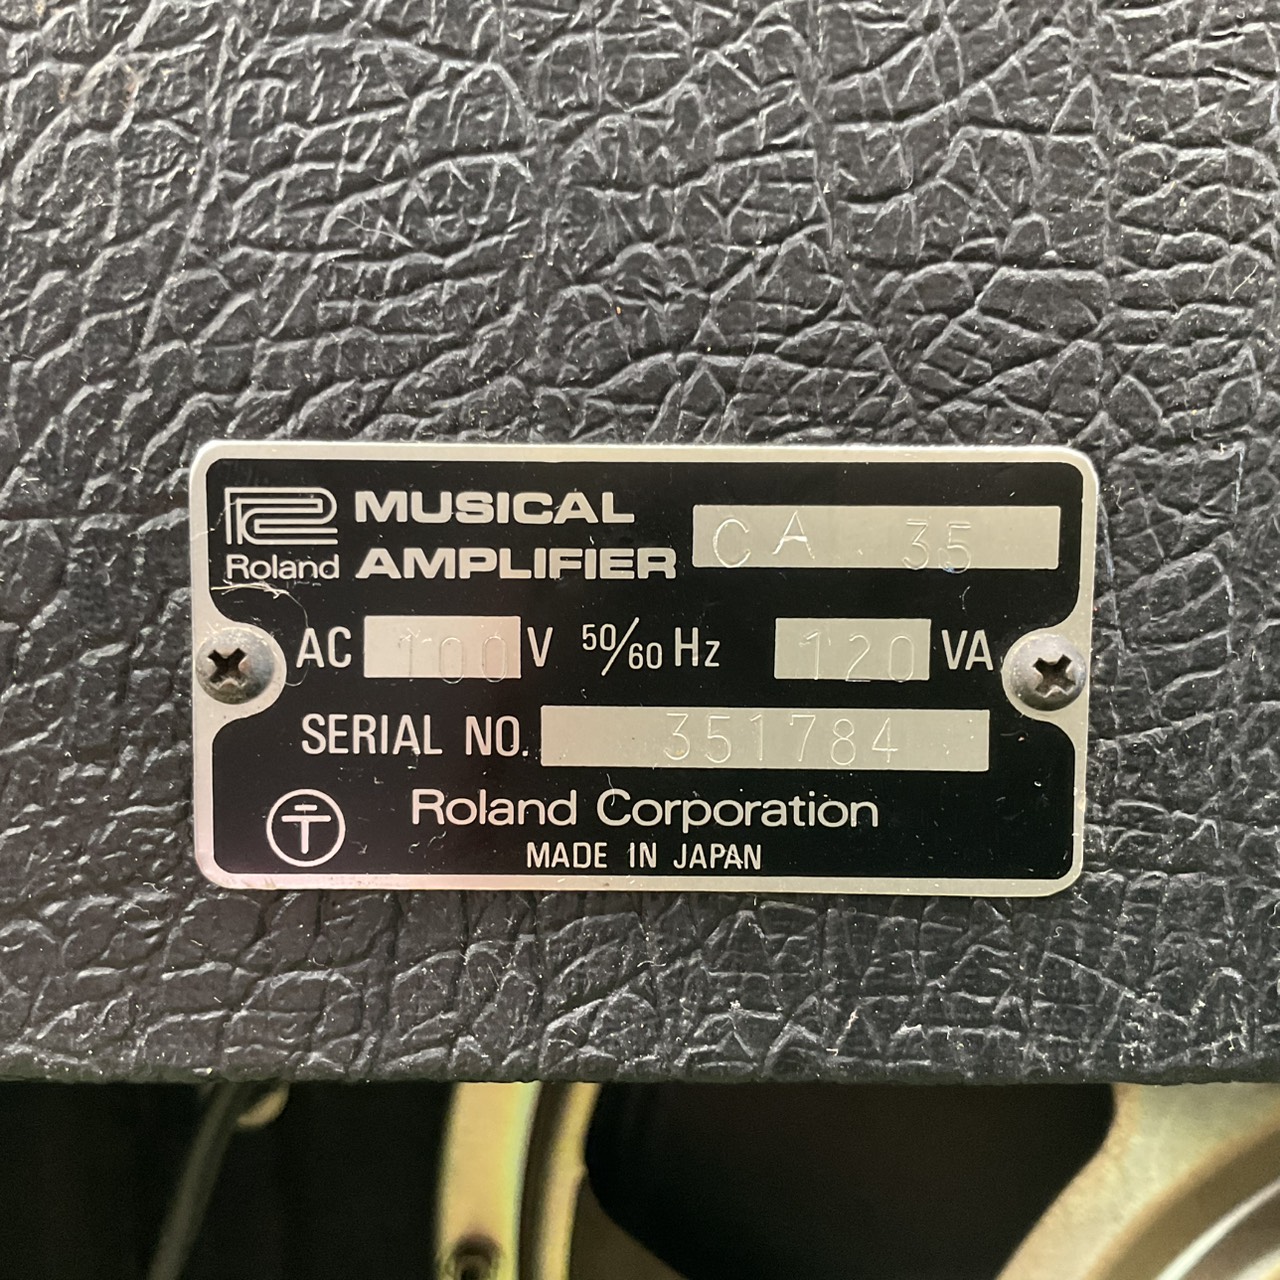 MUSICAL
Roland AMPLIFIER CA 35
AC 100 V 50/60 Hz 120 VA
SERIAL NO. 351784
Roland Corporation
MADE IN JAPAN